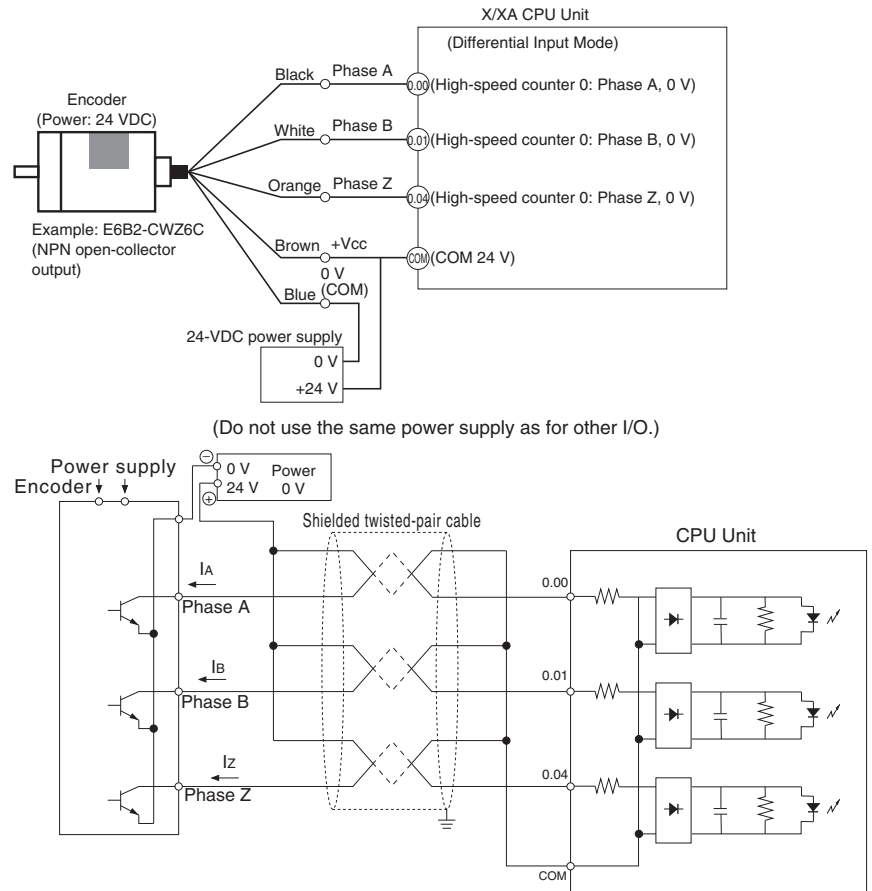 X/XA CPU Unit
(Differential Input Mode)
Black Phase A 0.00 (High-speed counter 0: Phase A, 0 V)
Encoder
(Power: 24 VDC)
White Phase B 0.01 (High-speed counter 0: Phase B, 0 V)
Orange Phase Z 0.04 (High-speed counter 0: Phase Z, 0 V)
Example: E6B2-CWZ6C
(NPN open-collector
output)
Brown +Vcc COM (COM 24 V)
0 V
(COM)
Blue
24-VDC power supply
0 V
+24 V
(Do not use the same power supply as for other I/O.)
Power supply
Encoder
− 0 V Power
+ 24 V 0 V
Shielded twisted-pair cable
CPU Unit
IA
Phase A
0.00
IB
Phase B
0.01
IZ
Phase Z
0.04
COM